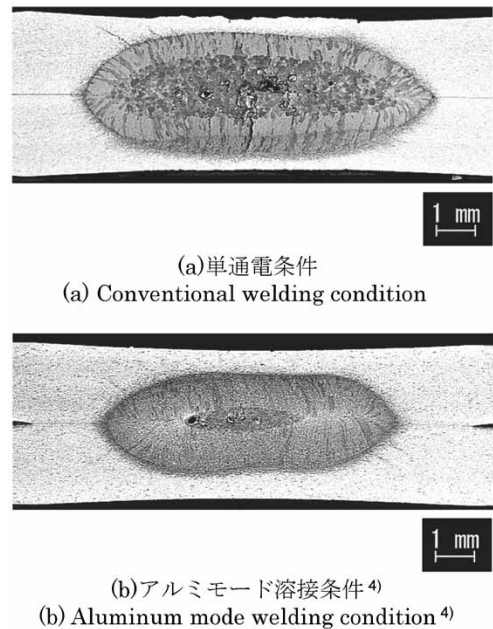 1 mm
(a)単通電条件
(a) Conventional welding condition
1 mm
(b)アルミモード溶接条件⁴⁾
(b) Aluminum mode welding condition⁴⁾